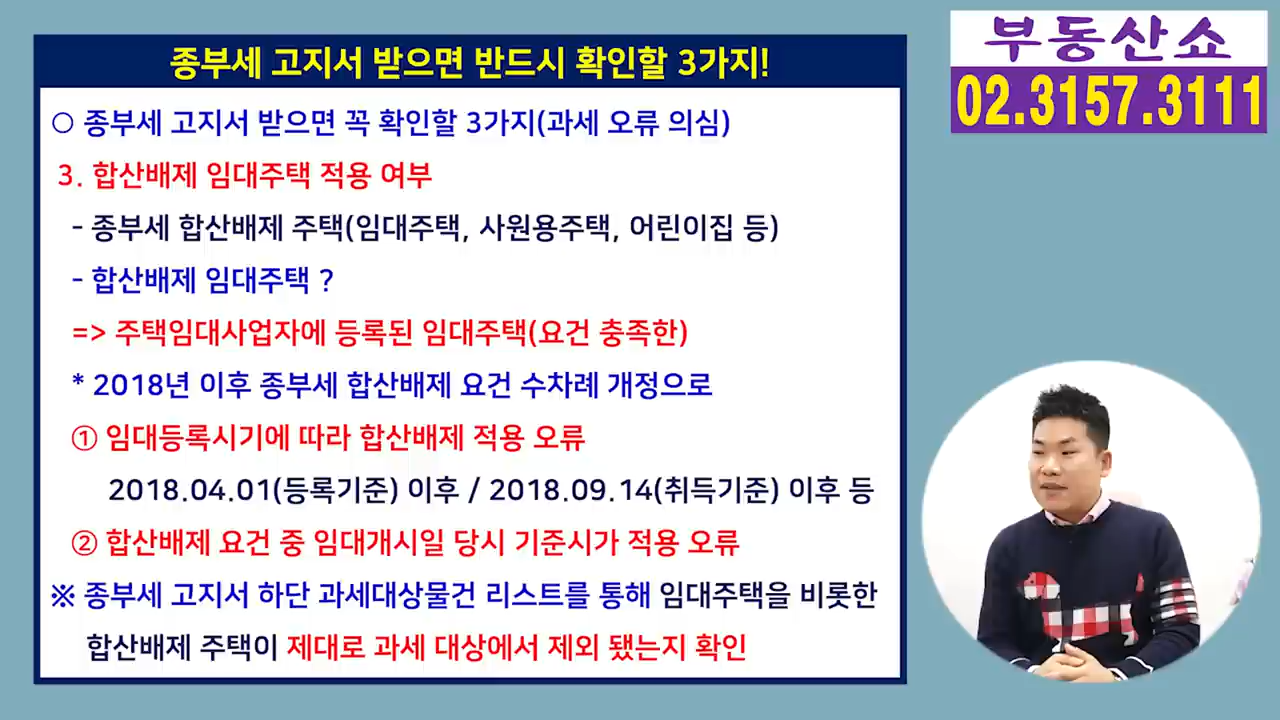 종부세 고지서 받으면 반드시 확인할 3가지!
○ 종부세 고지서 받으면 꼭 확인할 3가지(과세 오류 의심)
3. 합산배제 임대주택 적용 여부
- 종부세 합산배제 주택(임대주택, 사원용주택, 어린이집 등)
- 합산배제 임대주택 ?
=> 주택임대사업자에 등록된 임대주택(요건 충족한)
* 2018년 이후 종부세 합산배제 요건 수차례 개정으로
① 임대등록시기에 따라 합산배제 적용 오류
2018.04.01(등록기준) 이후 / 2018.09.14(취득기준) 이후 등
② 합산배제 요건 중 임대개시일 당시 기준시가 적용 오류
※ 종부세 고지서 하단 과세대상물건 리스트를 통해 임대주택을 비롯한
합산배제 주택이 제대로 과세 대상에서 제외 됐는지 확인
부동산쇼
02.3157.3111